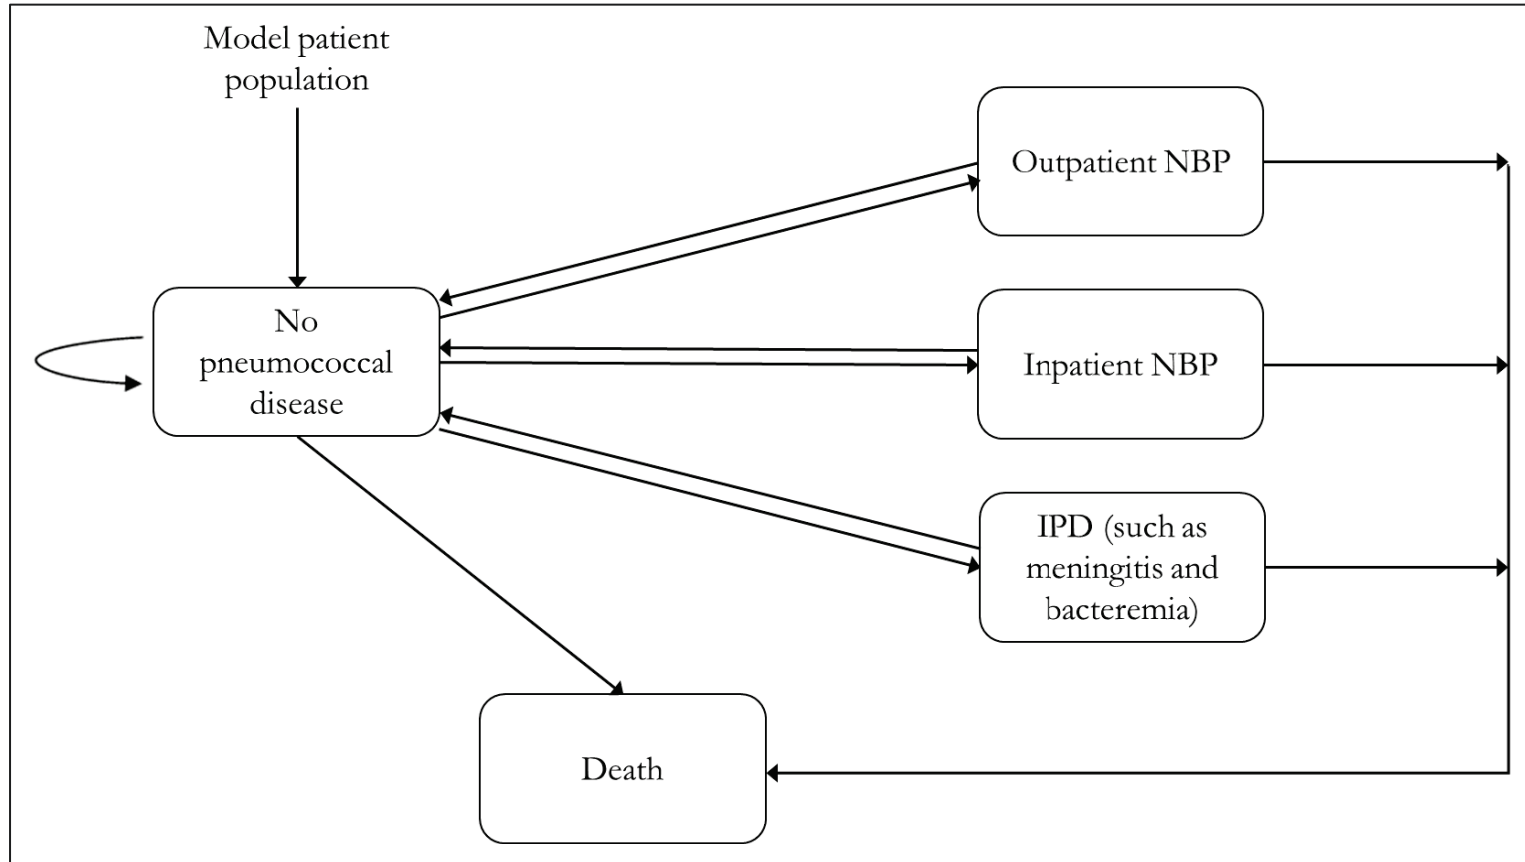 Model patient
population
Outpatient NBP
No
pneumococcal
disease
Inpatient NBP
IPD (such as
meningitis and
bacteremia)
Death